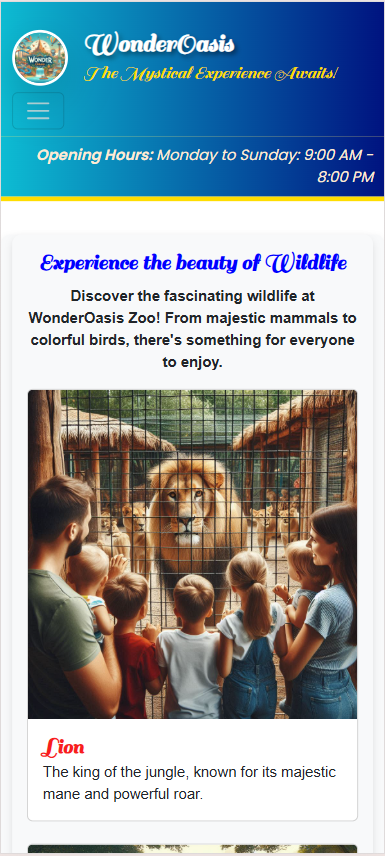 WONDER
WonderOasis
The Mystical Experience Awaits!
Opening Hours: Monday to Sunday: 9:00 AM -
8:00 PM
Experience the beauty of Wildlife
Discover the fascinating wildlife at
WonderOasis Zoo! From majestic mammals to
colorful birds, there's something for everyone
to enjoy.
Lion
The king of the jungle, known for its majestic
mane and powerful roar.